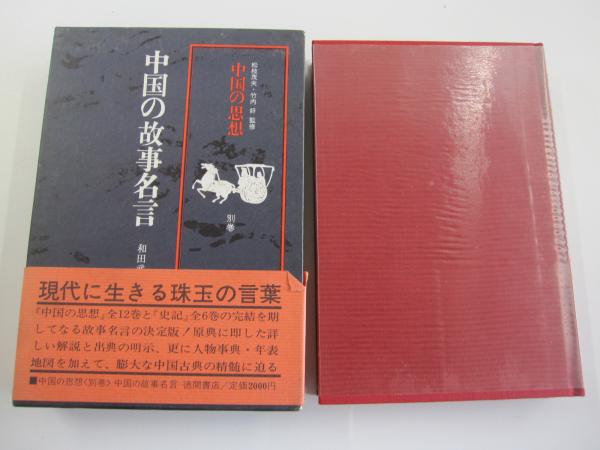 中国の故事名言
和田武
松枝茂夫・竹内 好 監修
中国の思想
別巻
現代に生きる珠玉の言葉
『中国の思想』全12巻と『史記』全6巻の完結を期
してなる故事名言の決定版！原典に即した詳
しい解説と出典の明示、更に人物事典・年表
地図を加えて、膨大な中国古典の精髄に迫る
■中国の思想〈別巻〉中国の故事名言 徳間書店／定価2000円